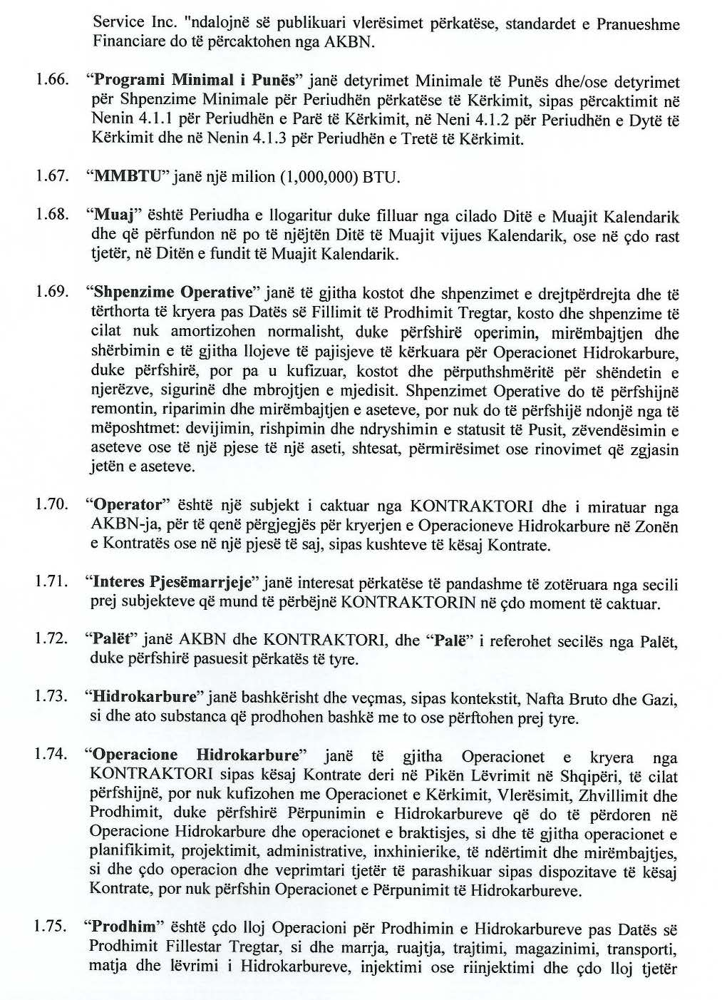 Service Inc. "ndalojnë së publikuari vlerësimet përkatëse, standardet e Pranueshme
Financiare do të përcaktohen nga AKBN.
1.66. “Programi Minimal i Punës” janë detyrimet Minimale të Punës dhe/ose detyrimet
për Shpenzime Minimale për Periudhën përkatëse të Kërkimit, sipas përcaktimit në
Nenin 4.1.1 për Periudhën e Parë të Kërkimit, në Neni 4.1.2 për Periudhën e Dytë të
Kërkimit dhe në Nenin 4.1.3 për Periudhën e Tretë të Kërkimit.
1.67. “MMBTU” janë një milion (1,000,000) BTU.
1.68. “Muaj” është Periudha e llogaritur duke filluar nga cilado Ditë e Muajit Kalendarik
dhe që përfundon në po të njëjtën Ditë të Muajit vijues Kalendarik, ose në çdo rast
tjetër, në Ditën e fundit të Muajit Kalendarik.
1.69. “Shpenzime Operative” janë të gjitha kostot dhe shpenzimet e drejtpërdrejta dhe të
tërthorta të kryera pas Datës së Fillimit të Prodhimit Tregtar, kosto dhe shpenzime të
cilat nuk amortizohen normalisht, duke përfshirë operimin, mirëmbajtjen dhe
shërbimin e të gjitha llojeve të pajisjeve të kërkuara për Operacionet Hidrokarbure,
duke përfshirë, por pa u kufizuar, kostot dhe përputhshmëritë për shëndetin e
njerëzve, sigurinë dhe mbrojtjen e mjedisit. Shpenzimet Operative do të përfshijnë
remontin, riparimin dhe mirëmbajtjen e aseteve, por nuk do të përfshijë ndonjë nga të
mëposhtmet: devijimin, rishpimin dhe ndryshimin e statusit të Pusit, zëvendësimin e
aseteve ose të një pjese të një aseti, shtesat, përmirësimet ose rinovimet që zgjasin
jetën e aseteve.
1.70. “Operator” është një subjekt i caktuar nga KONTRAKTORI dhe i miratuar nga
AKBN-ja, për të qenë përgjegjës për kryerjen e Operacioneve Hidrokarbure në Zonën
e Kontratës ose në një pjesë të saj, sipas kushteve të kësaj Kontrate.
1.71. “Interes Pjesëmarrjeje” janë interesat përkatëse të pandashme të zotëruara nga secili
prej subjekteve që mund të përbëjnë KONTRAKTORIN në çdo moment të caktuar.
1.72. “Palët” janë AKBN dhe KONTRAKTORI, dhe “Palë” i referohet secilës nga Palët,
duke përfshirë pasuesit përkatës të tyre.
1.73. “Hidrokarbure” janë bashkërisht dhe veçmas, sipas kontekstit, Nafta Bruto dhe Gazi,
si dhe ato substanca që prodhohen bashkë me to ose përftohen prej tyre.
1.74. “Operacione Hidrokarbure” janë të gjitha Operacionet e kryera nga
KONTRAKTORI sipas kësaj Kontrate deri në Pikën Lëvrimit në Shqipëri, të cilat
përfshijnë, por nuk kufizohen me Operacionet e Kërkimit, Vlerësimit, Zhvillimit dhe
Prodhimit, duke përfshirë Përpunimin e Hidrokarbureve që do të përdoren në
Operacione Hidrokarbure dhe operacionet e braktisjes, si dhe të gjitha operacionet e
planifikimit, projektimit, administrative, inxhinierike, të ndërtimit dhe mirëmbajtjes,
si dhe çdo operacion dhe veprimtari tjetër të parashikuar sipas dispozitave të kësaj
Kontrate, por nuk përfshin Operacionet e Përpunimit të Hidrokarbureve.
1.75. “Prodhim” është çdo lloj Operacioni për Prodhimin e Hidrokarbureve pas Datës së
Prodhimit Fillestar Tregtar, si dhe marrja, ruajtja, trajtimi, magazinimi, transporti,
matja dhe lëvrimi i Hidrokarbureve, injektimi ose riinjektimi dhe çdo lloj tjetër